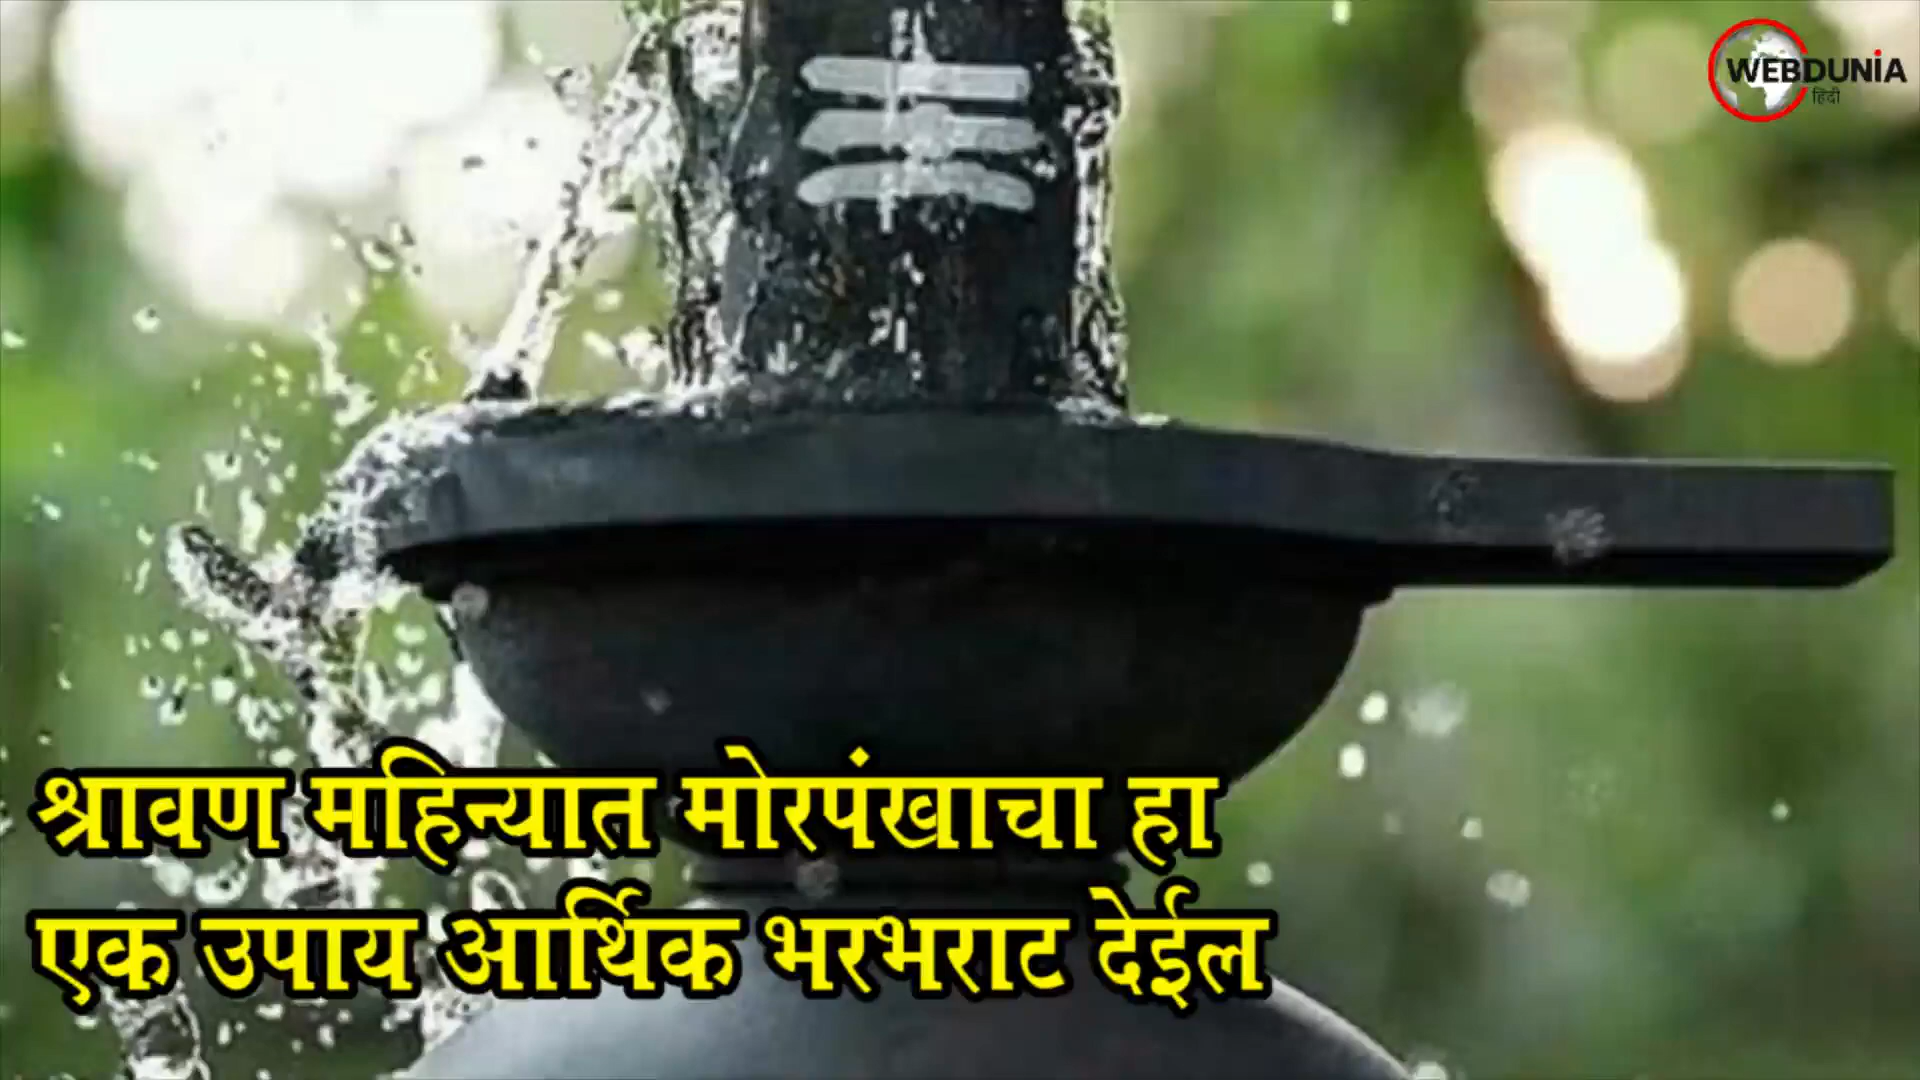 WEBDUNIA
हिंदी
श्रावण महिन्यात मोरपंखाचा हा
एक उपाय आर्थिक भरभराट देईल